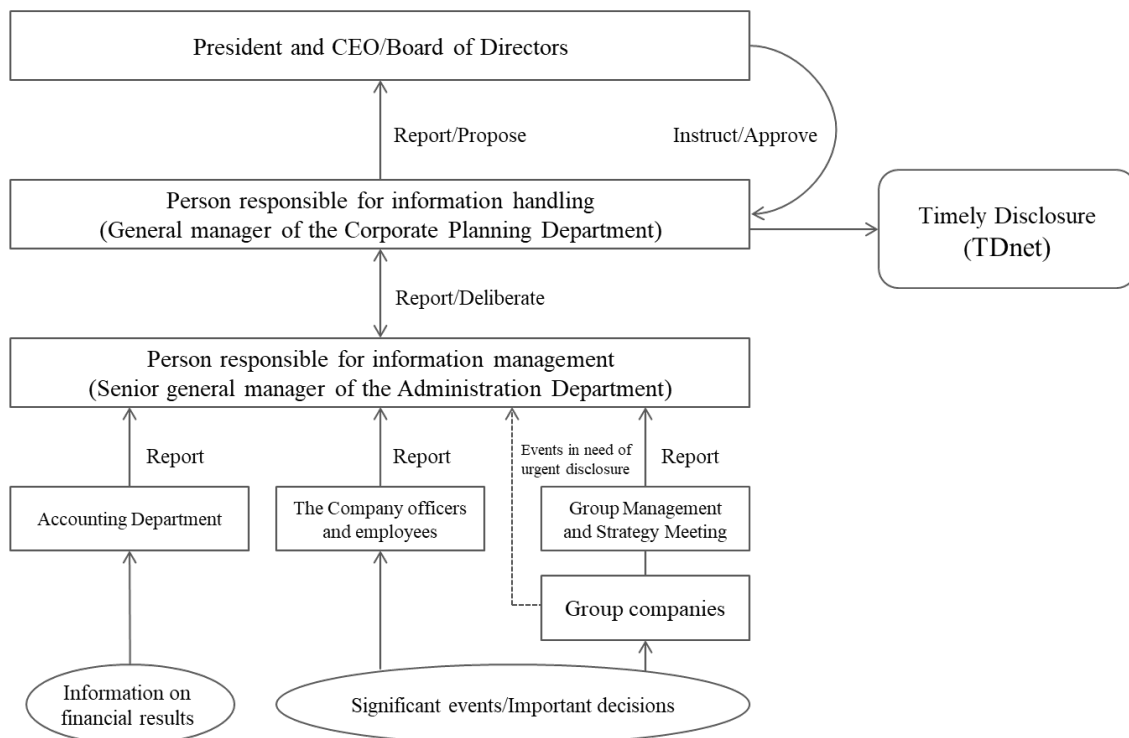 President and CEO/Board of Directors
Report/Propose
Instruct/Approve
Person responsible for information handling
(General manager of the Corporate Planning Department)
Timely Disclosure
(TDnet)
Report/Deliberate
Person responsible for information management
(Senior general manager of the Administration Department)
Report
Report
Events in need of
urgent disclosure
Report
Accounting Department
The Company officers
and employees
Group Management
and Strategy Meeting
Group companies
Information on
financial results
Significant events/Important decisions